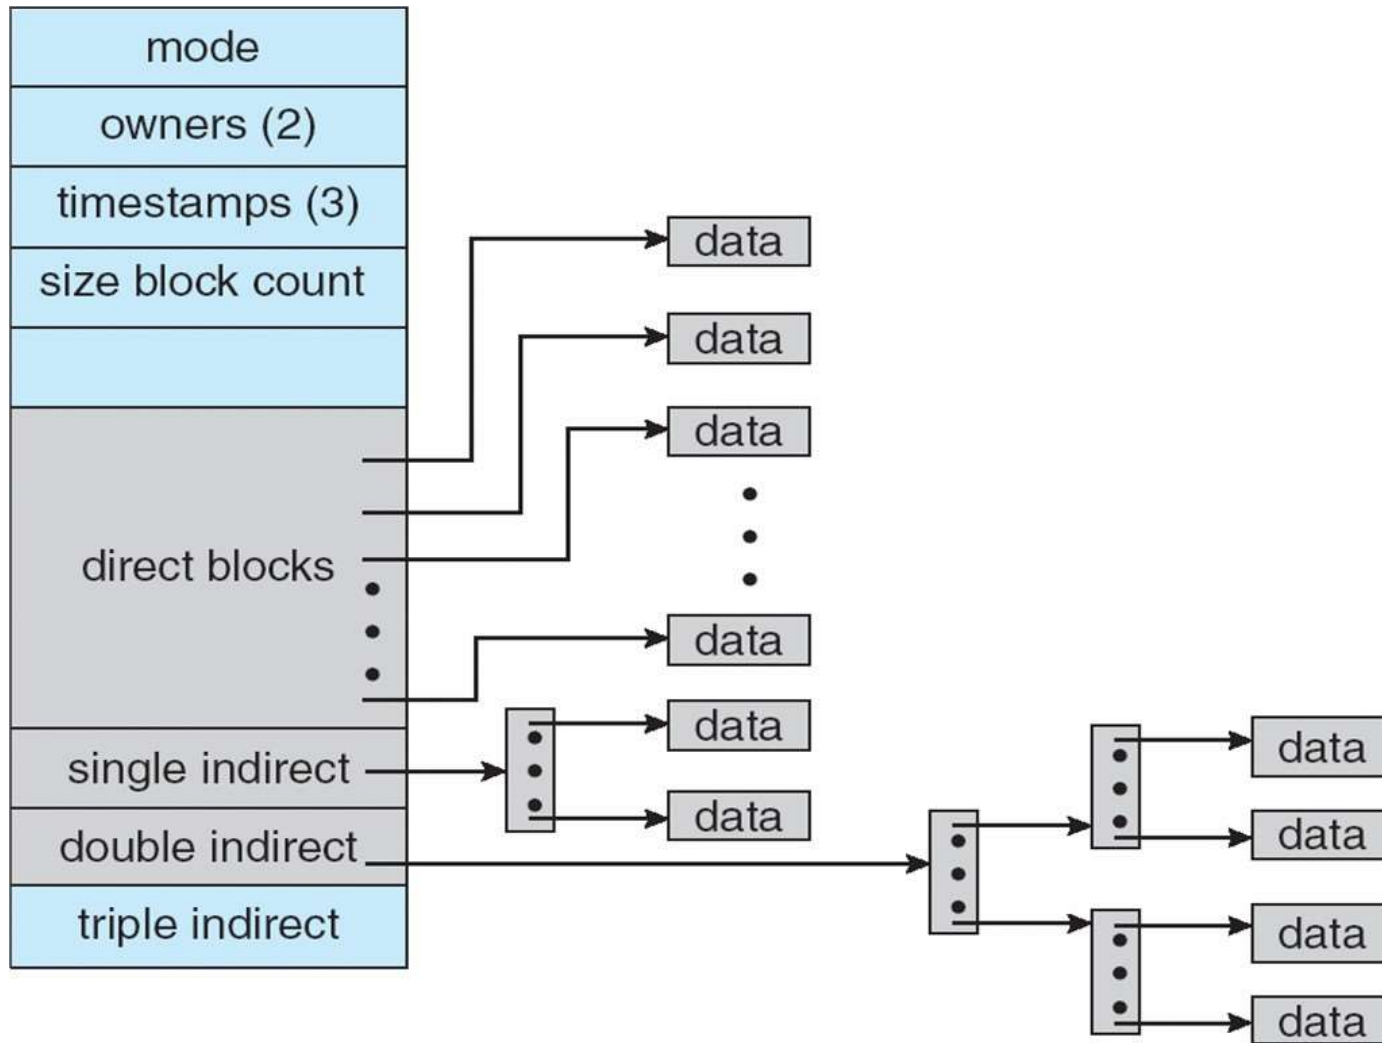 mode
owners (2)
timestamps (3)
size block count
direct blocks
single indirect
double indirect
triple indirect
data
data
data
data
data
data
data
data
data
data